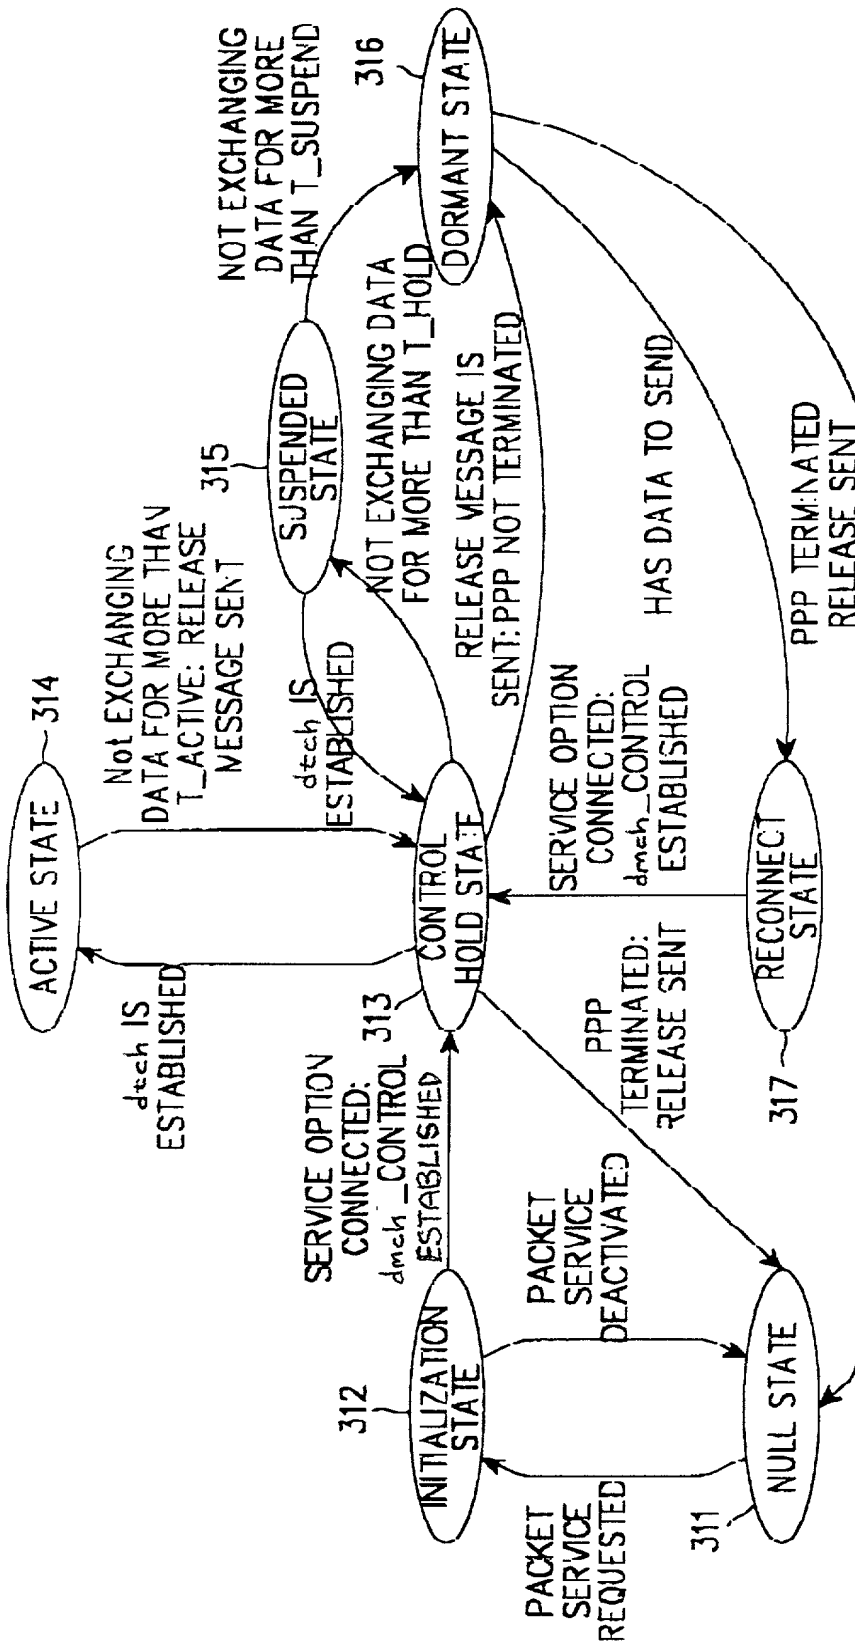 314
ACTIVE STATE
dtch IS
ESTABLISHED
Not EXCHANGING
DATA FOR MORE THAN
T_ACTIVE: RELEASE
MESSAGE SENT
315
SUSPENDED
STATE
NOT EXCHANGING
DATA FOR MORE
THAN T_SUSPEND
316
DORMANT STATE
dtch IS
ESTABLISHED
NOT EXCHANGING DATA
FOR MORE THAN T_HOLD
RELEASE MESSAGE IS
SENT: PPP NOT TERMINATED
312
INITIALIZATION
STATE
SERVICE OPTION
CONNECTED:
dmch_CONTROL
ESTABLISHED
313
CONTROL
HOLD STATE
PACKET
SERVICE
REQUESTED
PACKET
SERVICE
DEACTIVATED
PPP
TERMINATED:
RELEASE SENT
SERVICE OPTION
CONNECTED:
dmch_CONTROL
ESTABLISHED
HAS DATA TO SEND
311
NULL STATE
317
RECONNECT
STATE
PPP TERMINATED
RELEASE SENT